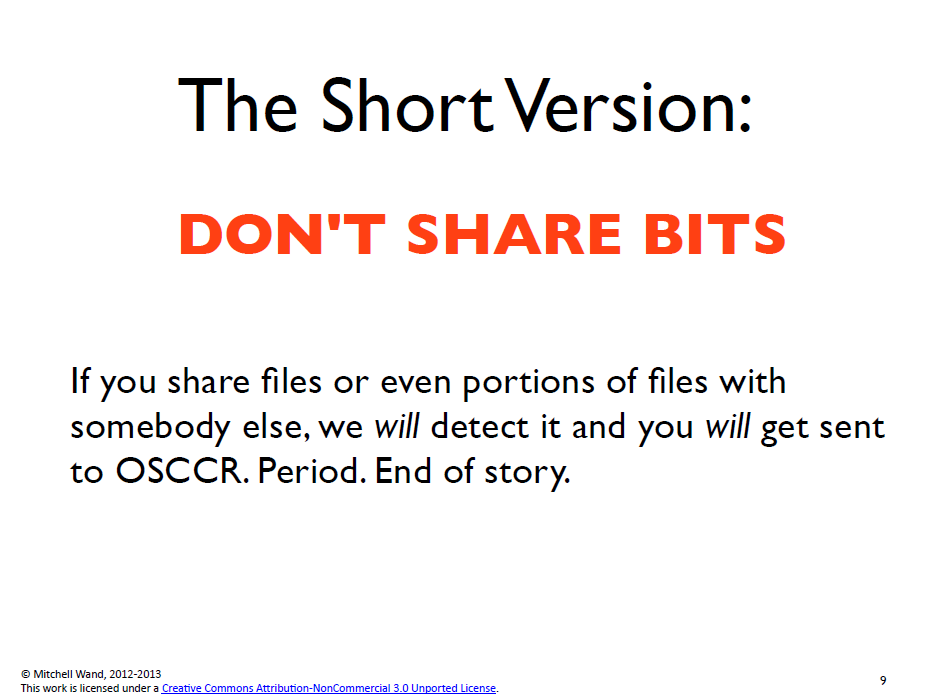 The Short Version:
DON'T SHARE BITS
If you share files or even portions of files with
somebody else, we will detect it and you will get sent
to OSCCR. Period. End of story.
© Mitchell Wand, 2012-2013
This work is licensed under a Creative Commons Attribution-NonCommercial 3.0 Unported License.
9